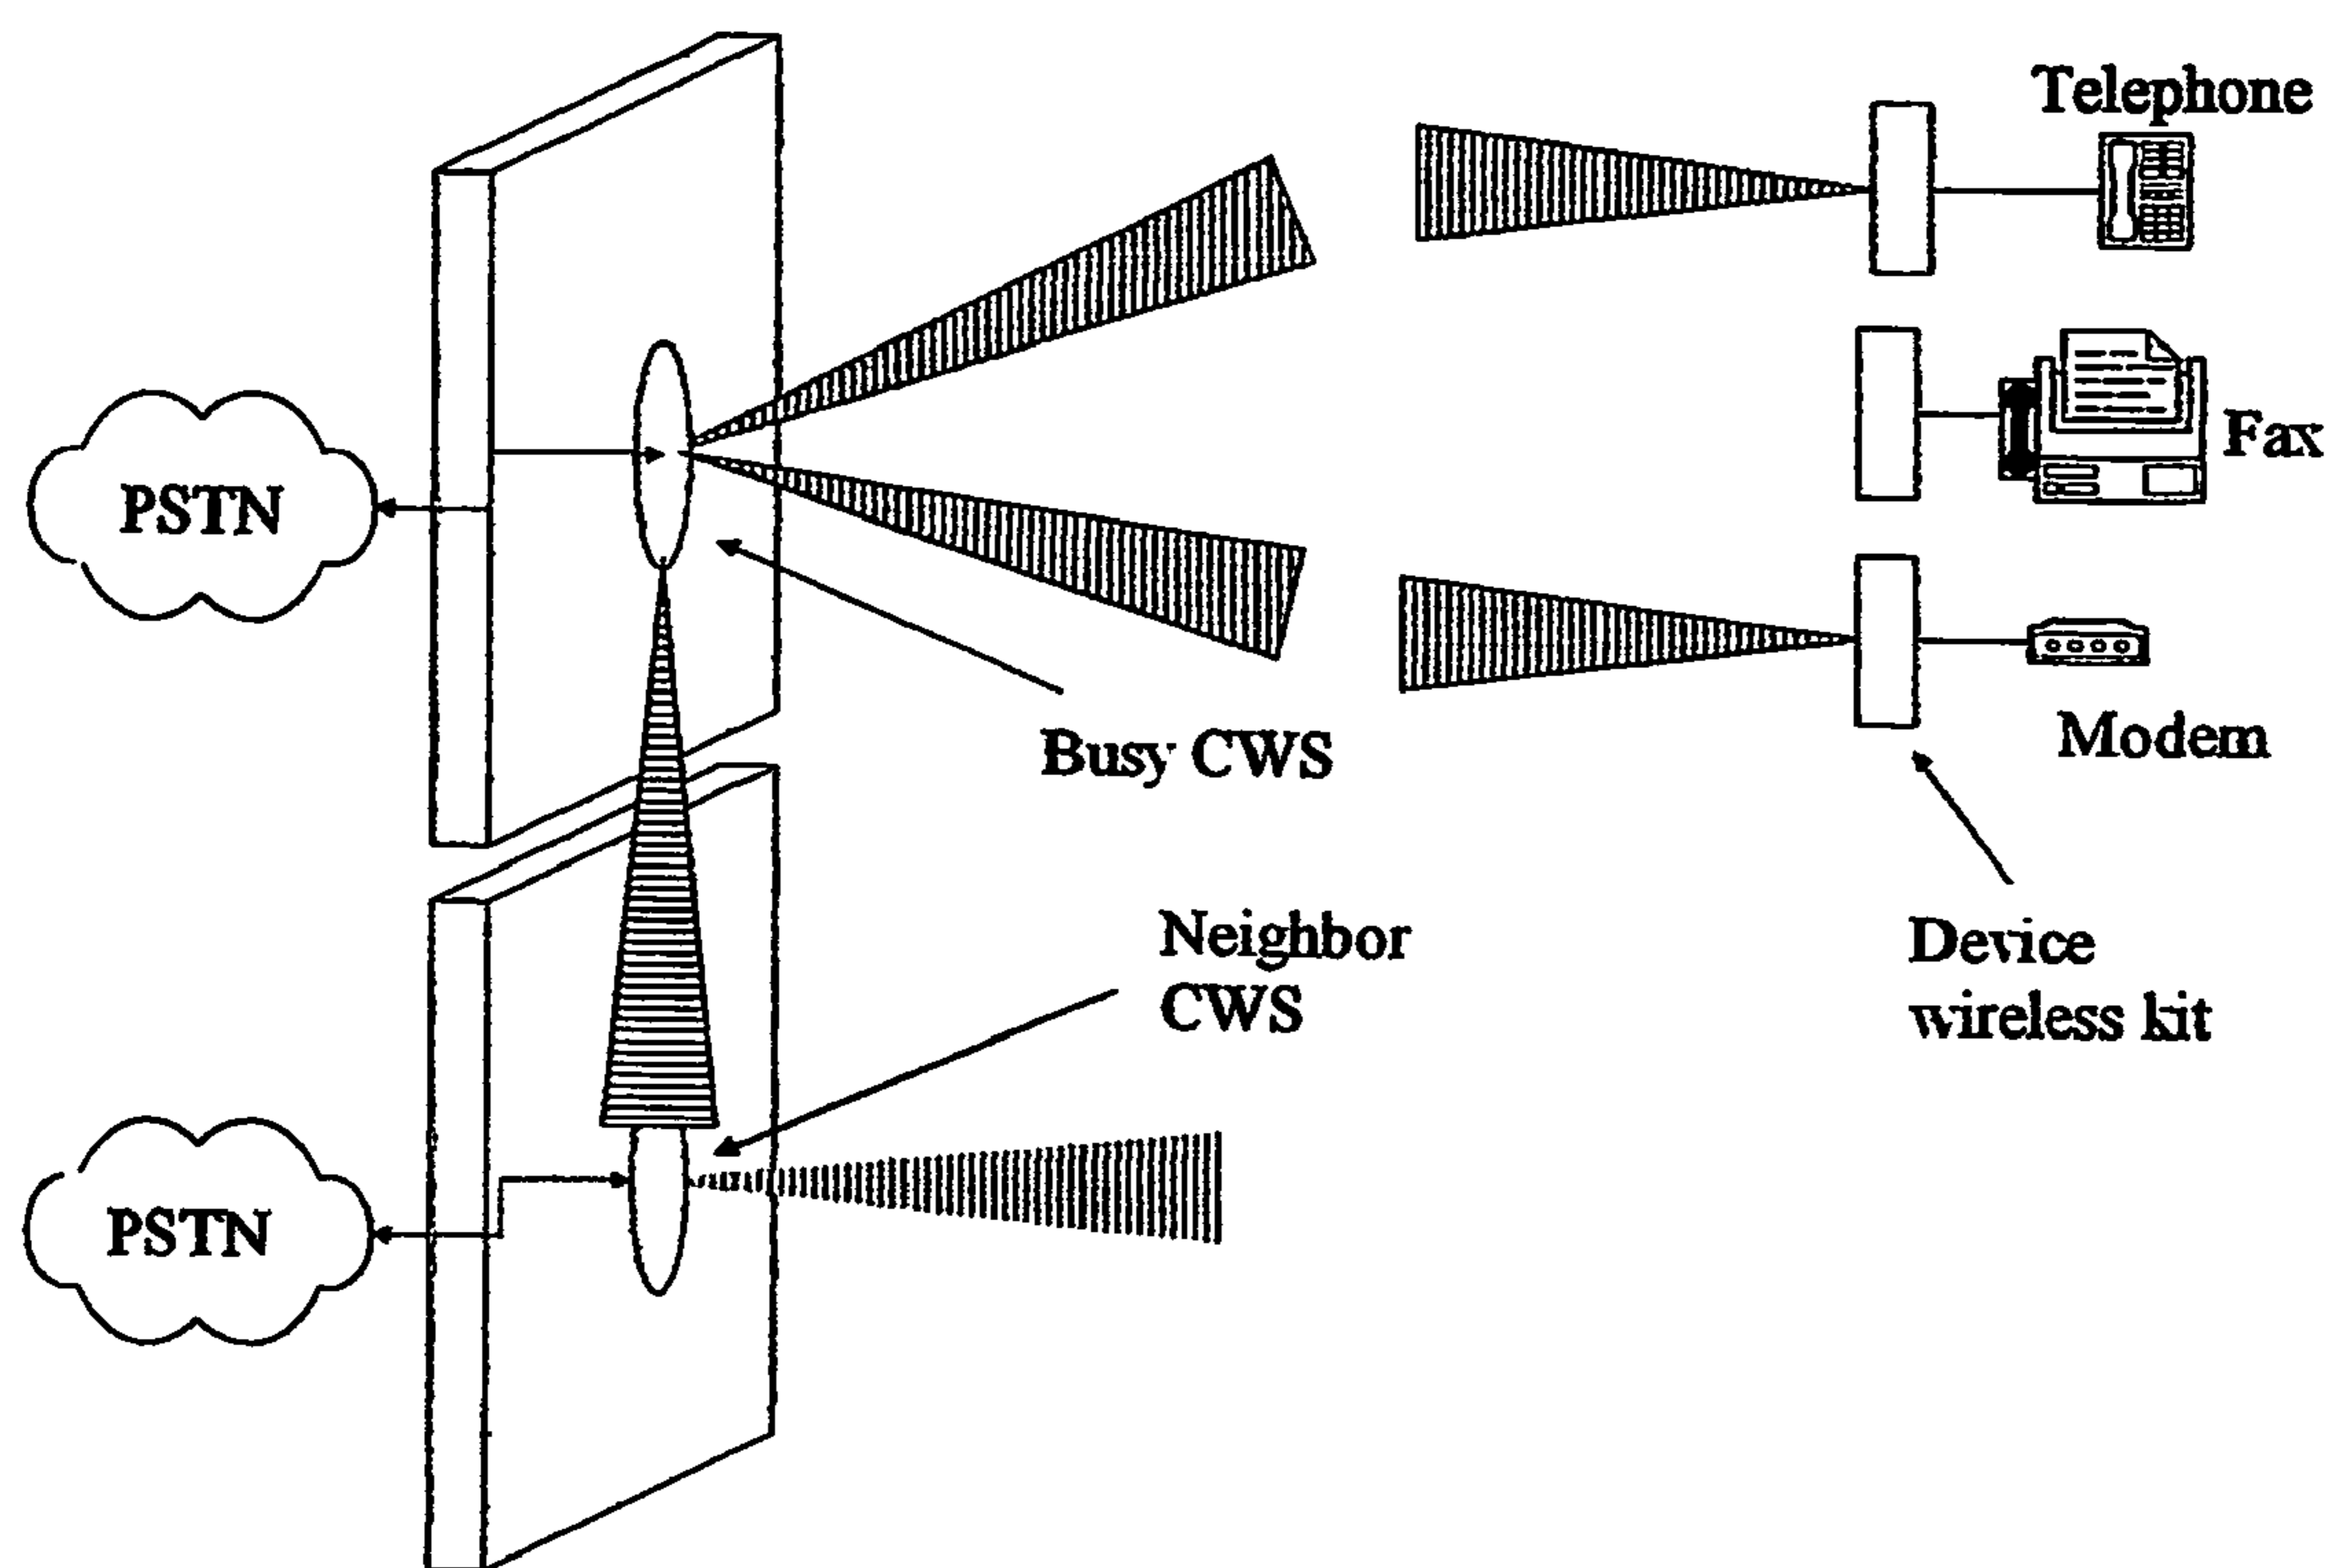 Telephone
Fax
PSTN
Modem
Busy CWS
Neighbor
CWS
Device
wireless kit
PSTN